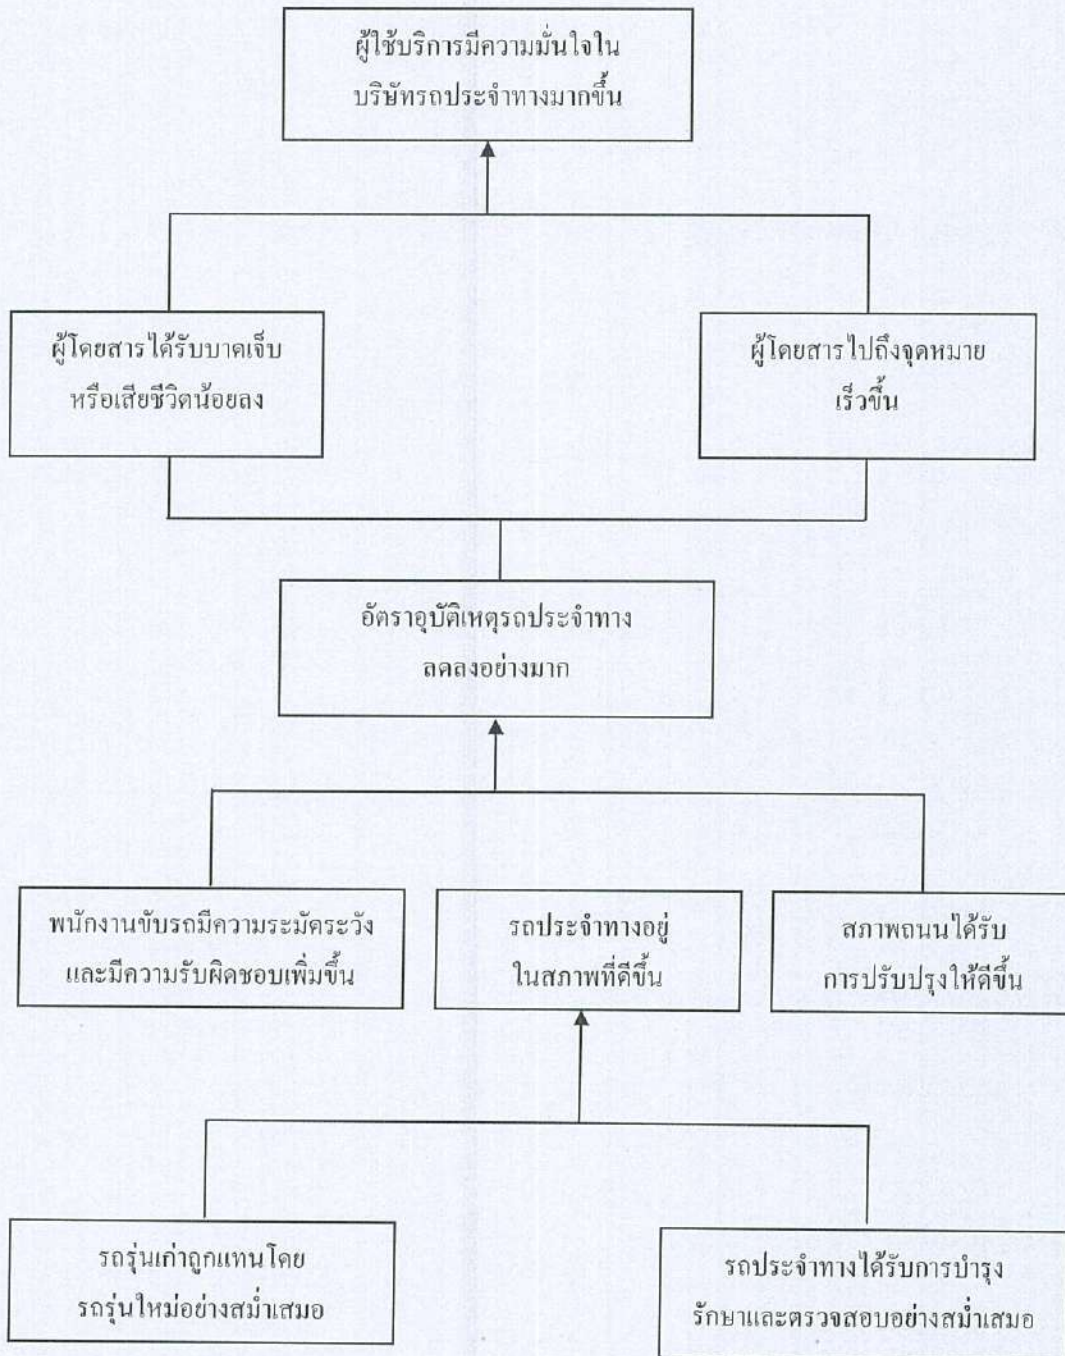 ผู้ใช้บริการมีความมั่นใจใน
บริษัทรถประจำทางมากขึ้น
ผู้โดยสารได้รับบาดเจ็บ
หรือเสียชีวิตน้อยลง
ผู้โดยสารไปถึงจุดหมาย
เร็วขึ้น
อัตราอุบัติเหตุรถประจำทาง
ลดลงอย่างมาก
พนักงานขับรถมีความระมัดระวัง
และมีความรับผิดชอบเพิ่มขึ้น
รถประจำทางอยู่
ในสภาพที่ดีขึ้น
สภาพถนนได้รับ
การปรับปรุงให้ดีขึ้น
รถรุ่นเก่าถูกแทนโดย
รถรุ่นใหม่อย่างสม่ำเสมอ
รถประจำทางได้รับการบำรุง
รักษาและตรวจสอบอย่างสม่ำเสมอ